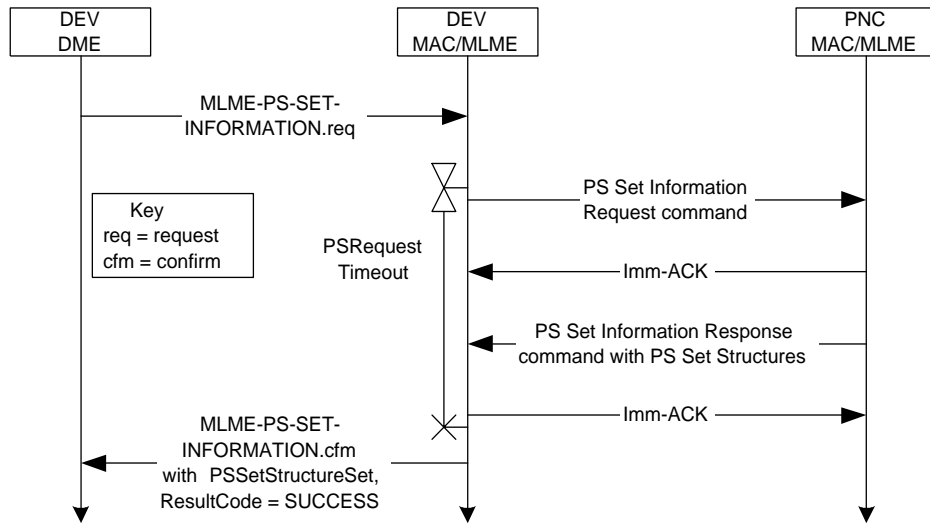 DEV
DME
DEV
MAC/MLME
PNC
MAC/MLME
MLME-PS-SET-
INFORMATION.req
PS Set Information
Request command
Key
req = request
cfm = confirm
PSRequest
Timeout
Imm-ACK
PS Set Information Response
command with PS Set Structures
Imm-ACK
MLME-PS-SET-
INFORMATION.cfm
with PSSetStructureSet,
ResultCode = SUCCESS